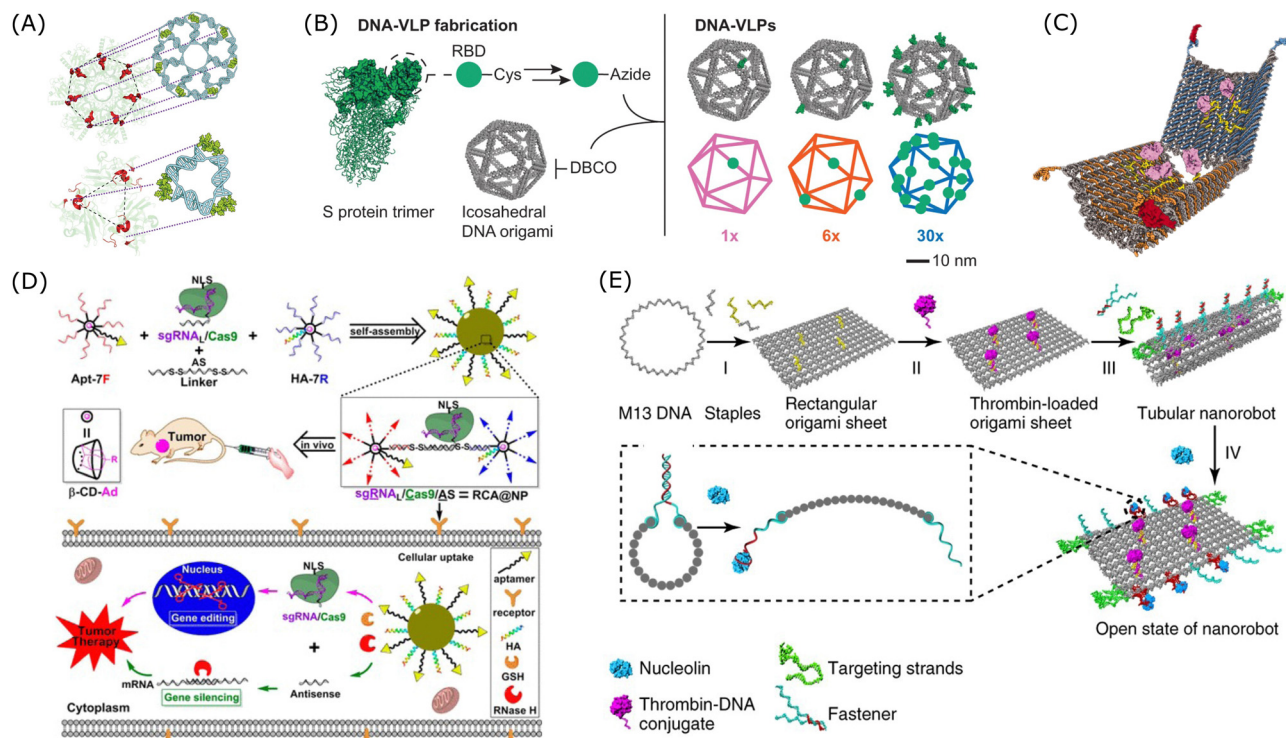 (A)
(B)
DNA-VLP fabrication
RBD
Cys
Azide
DBCO
S protein trimer
Icosahedral
DNA origami
DNA-VLPs
1x
6x
30x
10 nm
(C)
(D)
NLS
+
+
sgRNAL/Cas9
+
AS
S-S
S-S
Linker
Apt-7F
HA-7R
self-assembly
β-CD-Ad
R
Tumor
in vivo
NLS
S-S
S-S
sgRNAL/Cas9/AS = RCA@NP
Cellular uptake
Nucleus
Gene editing
NLS
sgRNA/Cas9
+
Tumor
Therapy
mRNA
Gene silencing
Antisense
Cytoplasm
aptamer
receptor
HA
GSH
RNase H
(E)
I
II
III
M13 DNA
Staples
Rectangular
origami sheet
Thrombin-loaded
origami sheet
Tubular nanorobot
IV
Open state of nanorobot
Nucleolin
Thrombin-DNA
conjugate
Targeting strands
Fastener